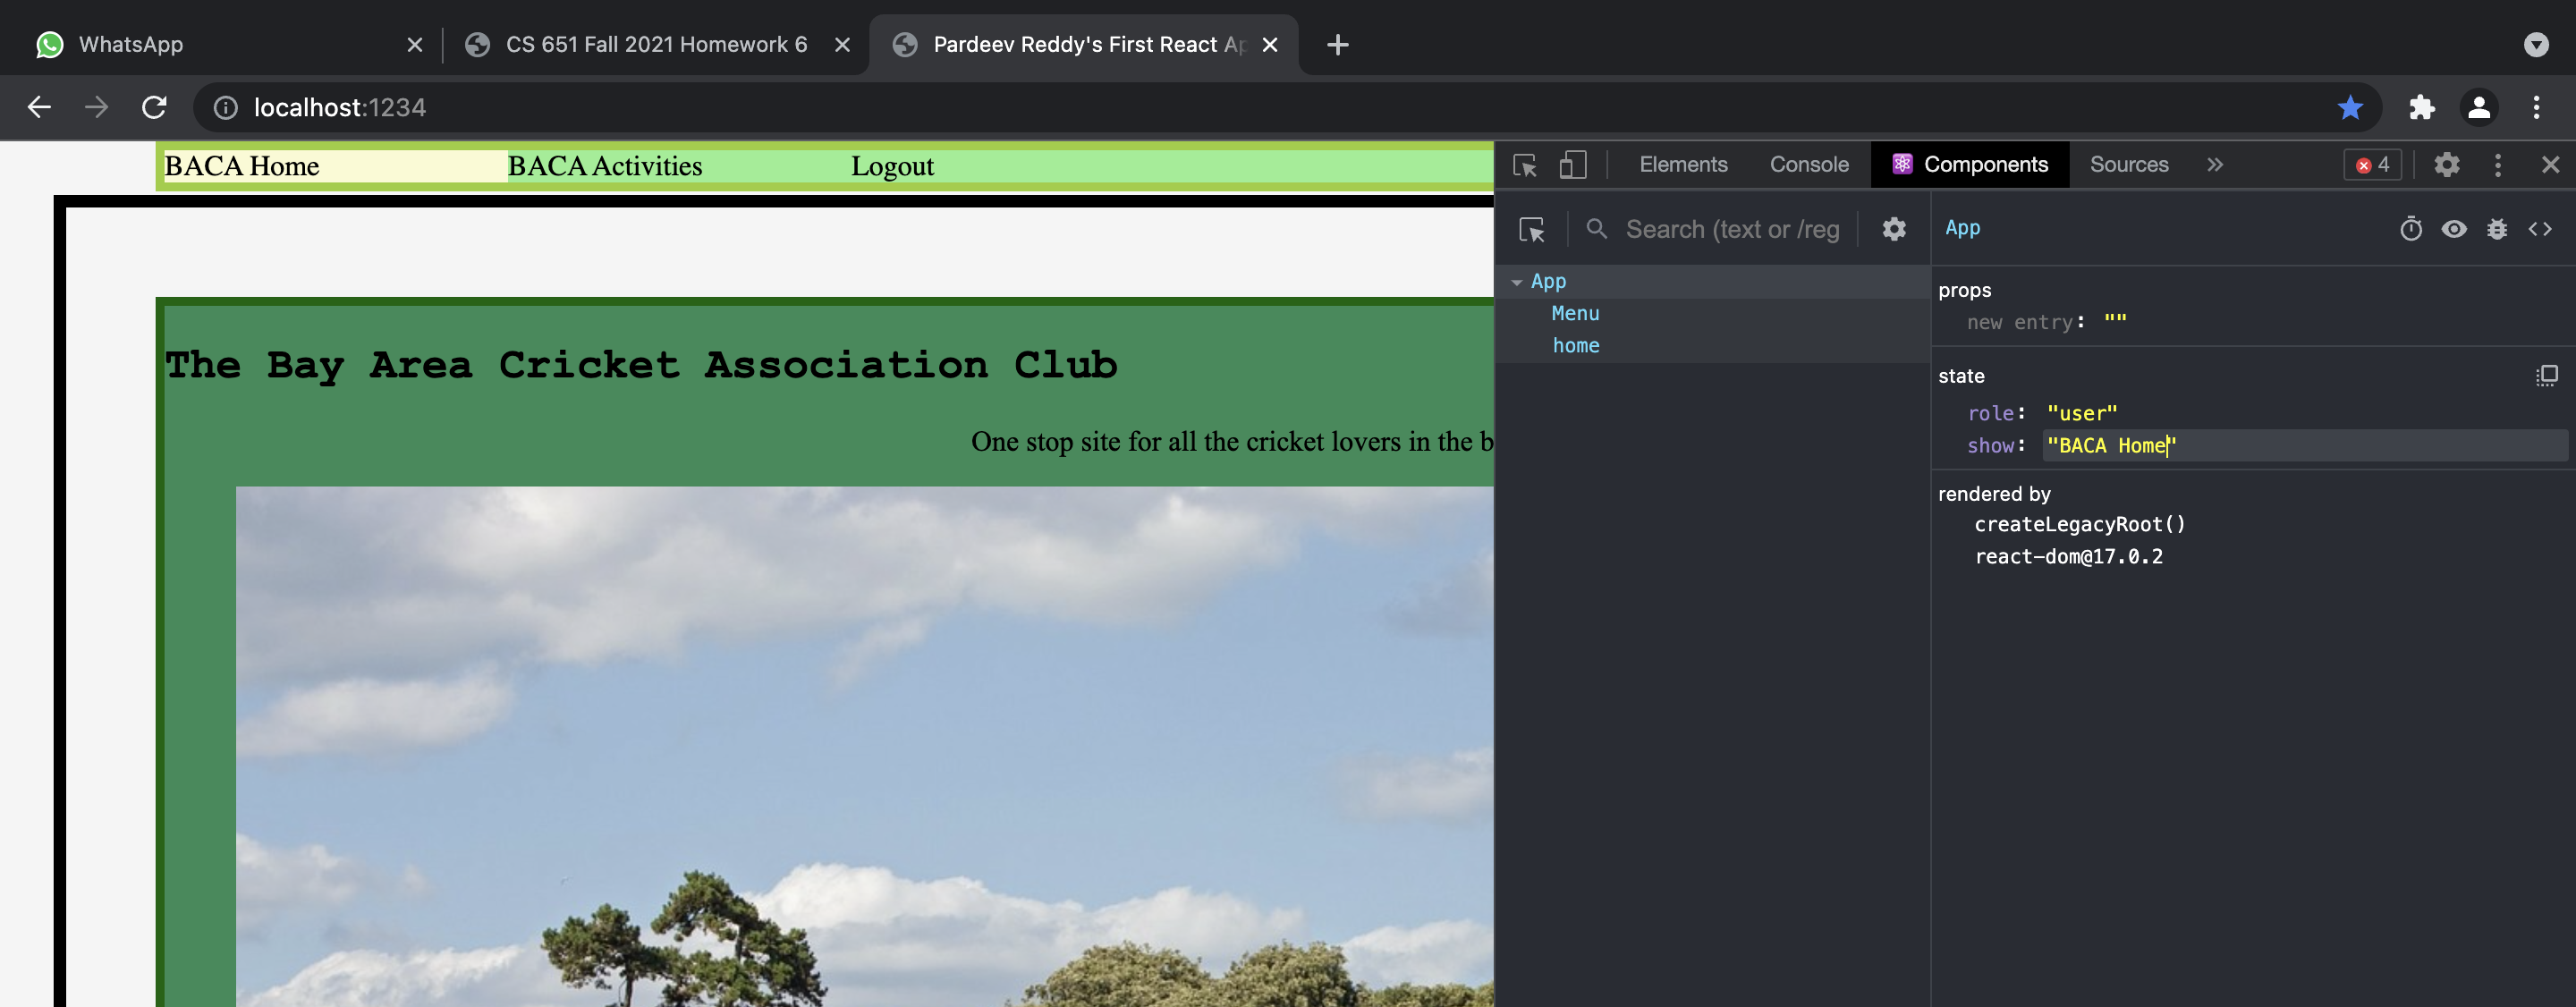 WhatsApp
CS 651 Fall 2021 Homework 6
Pardeev Reddy's First React Ap
localhost:1234
BACA Home BACA Activities Logout
The Bay Area Cricket Association Club
One stop site for all the cricket lovers in the b
Elements Console Components Sources » 4
Search (text or /reg
App
Menu
home
App
props
new entry: ""
state
role: "user"
show: "BACA Home"
rendered by
createLegacyRoot()
react-dom@17.0.2